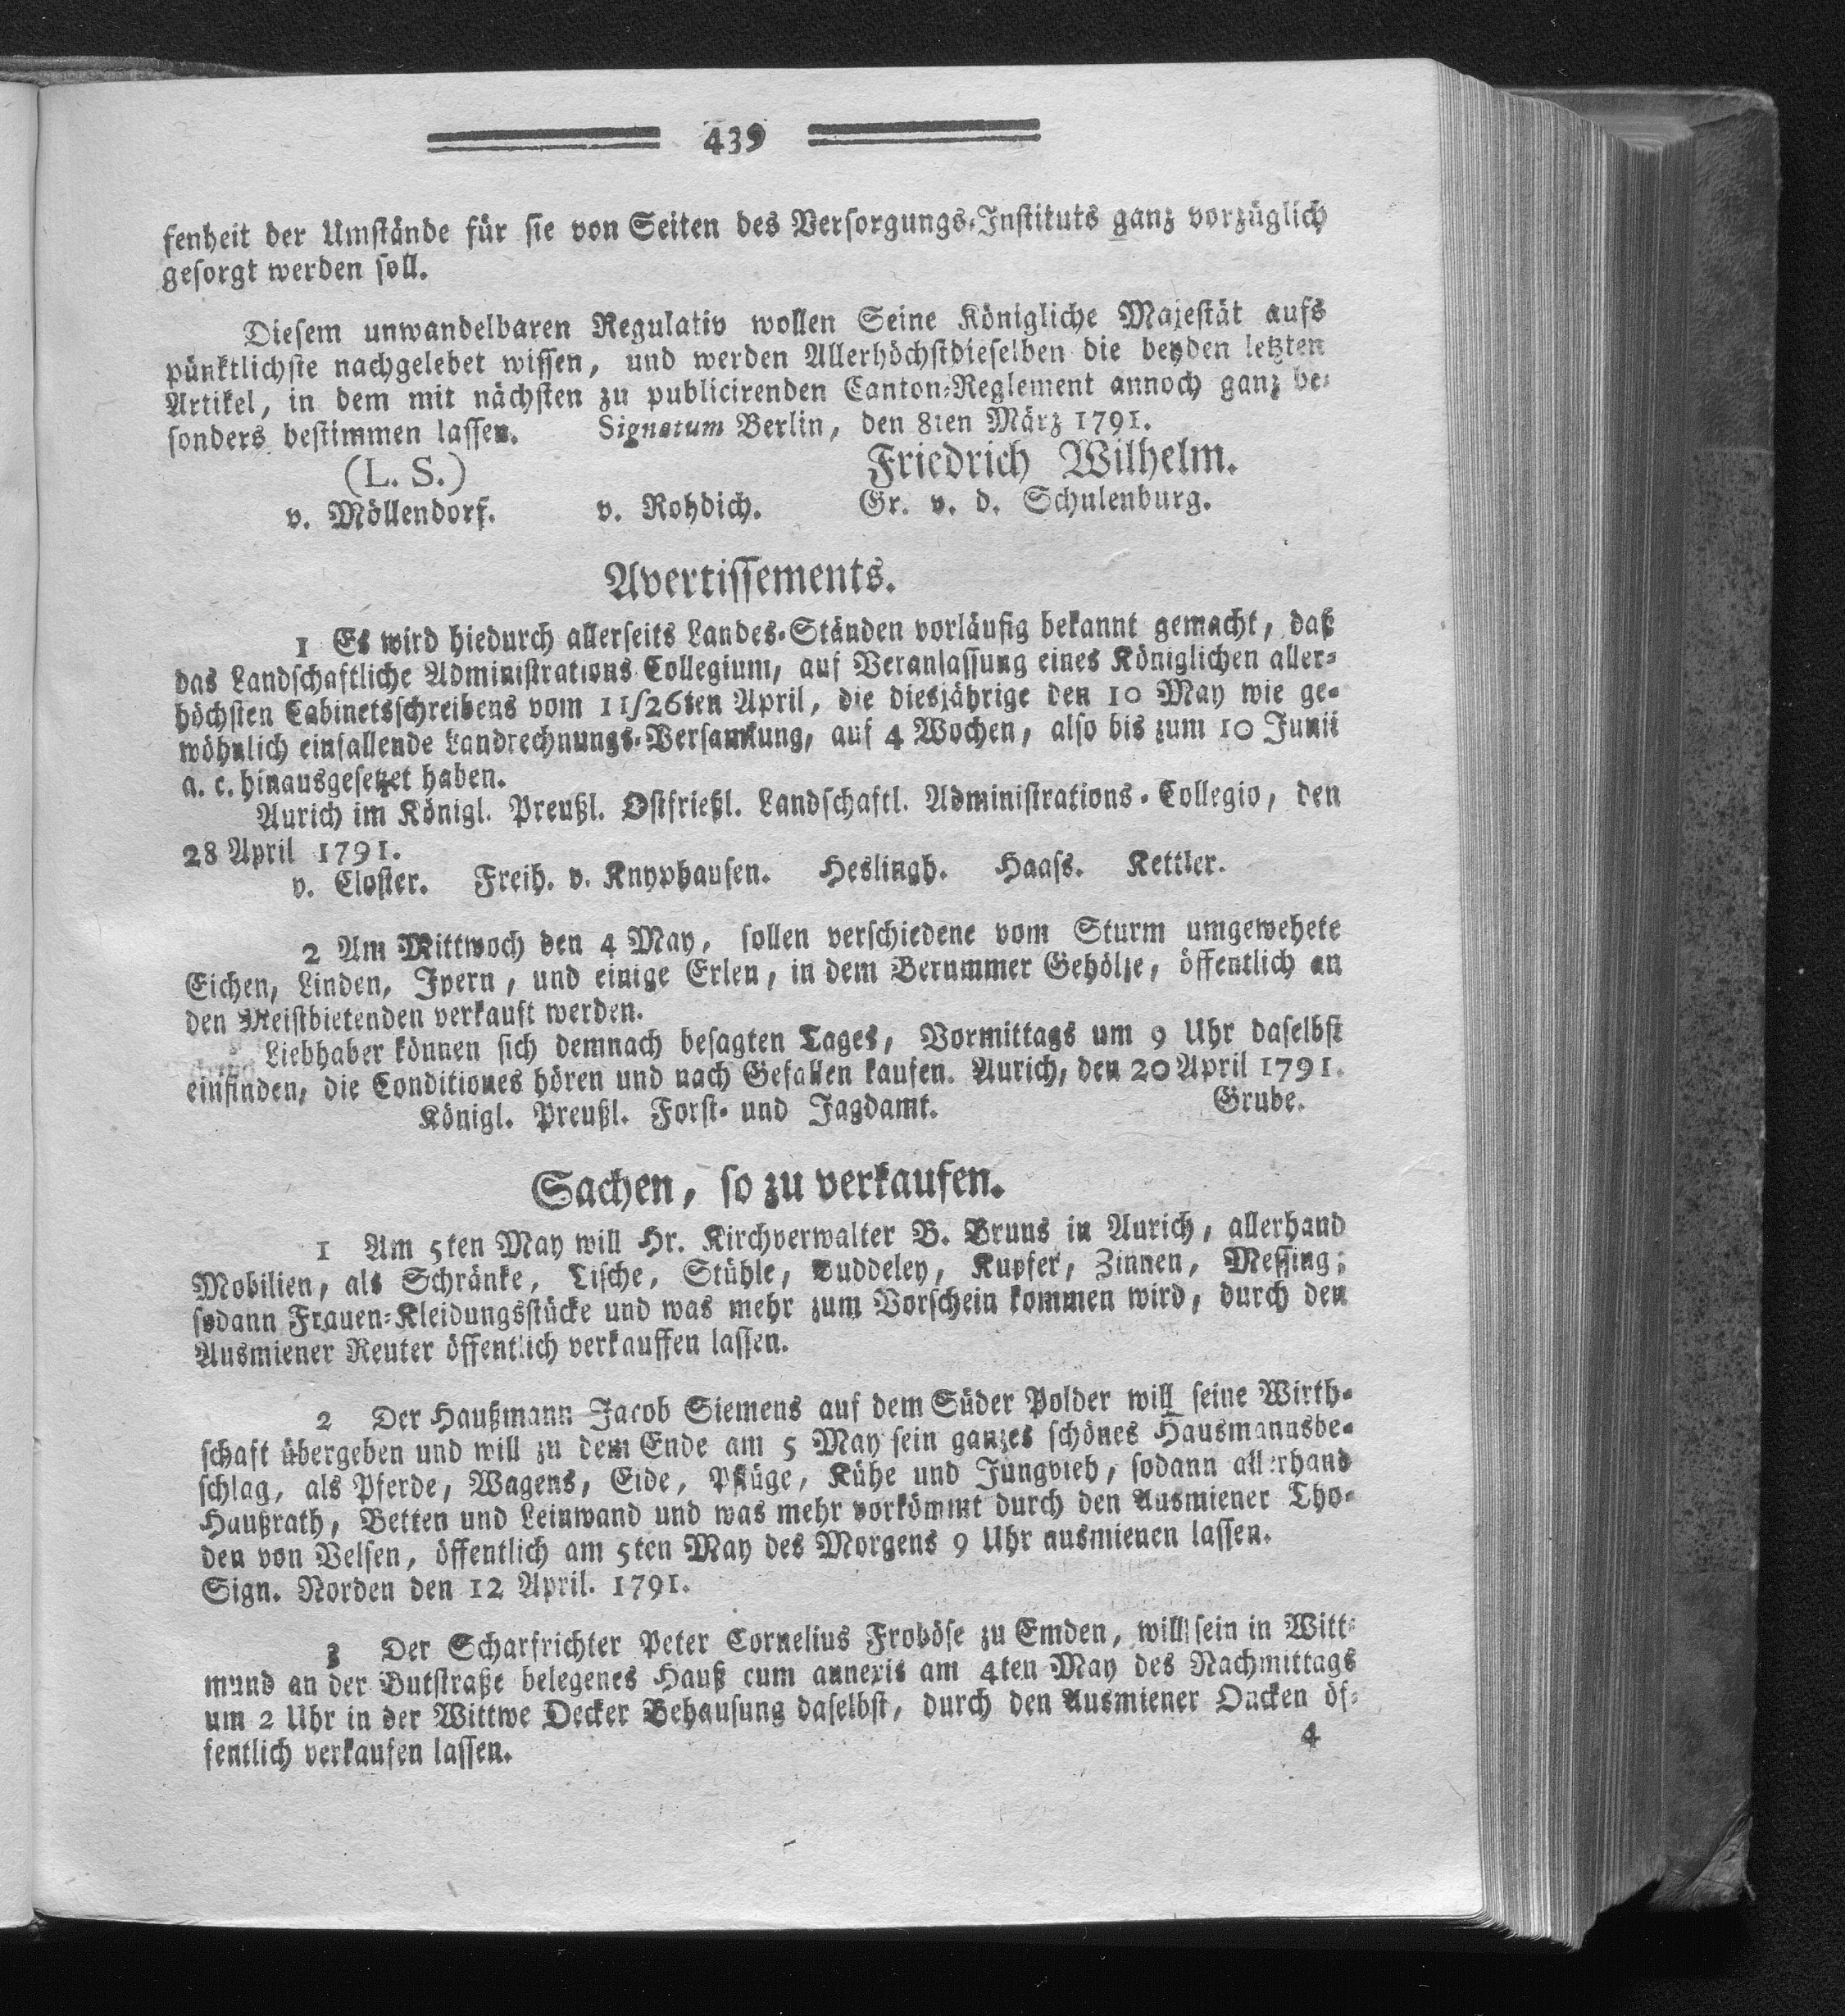 439
fenheit der Umstände für sie von Seiten des Versorgungs-Instituts ganz vorzüglich
gesorgt werden soll.
Diesem unwandelbaren Regulativ wollen Seine Königliche Majestät aufs
pünktlichste nachgelebet wissen, und werden Allerhöchstdieselben die beyden letzten
Artikel, in dem mit nächsten zu publicirenden Canton-Reglement annoch ganz be-
sonders bestimmen lassen. Signatum Berlin, den 8ten März 1791.
(L. S.) Friedrich Wilhelm.
v. Möllendorf. v. Rohdich. Gr. v. d. Schulenburg.
Avertissements.
1 Es wird hiedurch allerseits Landes-Ständen vorläufig bekannt gemacht, daß
das Landschaftliche Administrations Collegium, auf Veranlassung eines Königlichen aller-
höchsten Cabinetsschreibens vom 11/26ten April, die diesjährige den 10 May wie ge-
wöhnlich einfallende Landrechnungs-Versamlung, auf 4 Wochen, also bis zum 10 Junii
a. c. hinausgesetzet haben.
Aurich im Königl. Preußl. Ostfrießl. Landschaftl. Administrations-Collegio, den
28 April 1791.
v. Closter. Freih. v. Knyphausen. Heslingh. Haass. Kettler.
2 Am Mittwoch den 4 May, sollen verschiedene vom Sturm umgewehete
Eichen, Linden, Ipern, und einige Erlen, in dem Berummer Gehölze, öffentlich an
den Meistbietenden verkauft werden.
Liebhaber können sich demnach besagten Tages, Vormittags um 9 Uhr daselbst
einfinden, die Conditiones hören und nach Gefallen kaufen. Aurich, den 20 April 1791.
Königl. Preußl. Forst- und Jagdamt. Grube.
Sachen, so zu verkaufen.
1 Am 5ten May will Hr. Kirchverwalter B. Bruns in Aurich, allerhand
Mobilien, als Schränke, Tische, Stühle, Buddeley, Kupfer, Zinnen, Messing;
sodann Frauen-Kleidungsstücke und was mehr zum Vorschein kommen wird, durch den
Ausmiener Reuter öffentlich verkauffen lassen.
2 Der Haußmann Jacob Siemens auf dem Süder Polder will seine Wirth-
schaft übergeben und will zu dem Ende am 5 May sein ganzes schönes Hausmannsbe-
schlag, als Pferde, Wagens, Eide, Pflüge, Kühe und Jungvieh, sodann allerhand
Haußrath, Betten und Leinwand und was mehr vorkömmt durch den Ausmiener Tho-
den von Velsen, öffentlich am 5ten May des Morgens 9 Uhr ausmienen lassen.
Sign. Norden den 12 April. 1791.
3 Der Scharfrichter Peter Cornelius Froböse zu Emden, will sein in Witt-
mund an der Butstraße belegenes Hauß cum annexis am 4ten May des Nachmittags
um 2 Uhr in der Wittwe Decker Behausung daselbst, durch den Ausmiener Oncken öf-
fentlich verkaufen lassen.
4